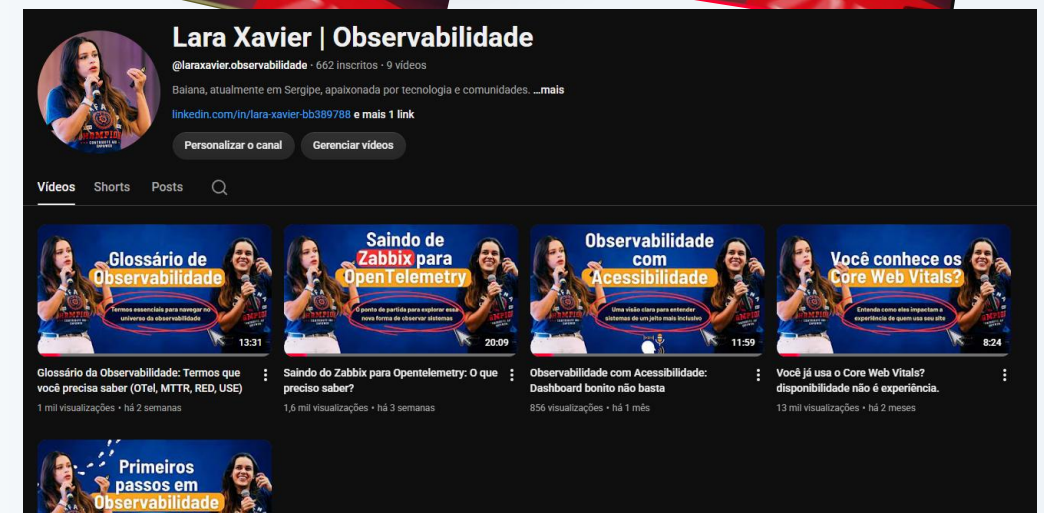 Lara Xavier | Observabilidade
@laraxavier.observabilidade · 662 inscritos · 9 vídeos
Baiana, atualmente em Sergipe, apaixonada por tecnologia e comunidades. ...mais
linkedin.com/in/lara-xavier-bb389788 e mais 1 link
Personalizar o canal
Gerenciar vídeos
Vídeos
Shorts
Posts
Glossário de
Observabilidade
Termos essenciais para navegar no
universo da observabilidade
13:31
Glossário da Observabilidade: Termos que
você precisa saber (OTel, MTTR, RED, USE)
1 mil visualizações • há 2 semanas
Saindo de
Zabbix para
OpenTelemetry
O ponto de partida para explorar essa
nova forma de observar sistemas
20:09
Saindo do Zabbix para Opentelemetry: O que
preciso saber?
1,6 mil visualizações • há 3 semanas
Observabilidade
com
Acessibilidade
Uma visão clara para entender
sistemas de um jeito mais inclusivo
11:59
Observabilidade com Acessibilidade:
Dashboard bonito não basta
856 visualizações • há 1 mês
Você conhece os
Core Web Vitals?
Entenda como eles impactam a
experiência de quem usa seu site
8:24
Você já usa o Core Web Vitals?
disponibilidade não é experiência.
13 mil visualizações • há 2 meses
Primeiros
passos em
Observabilidade